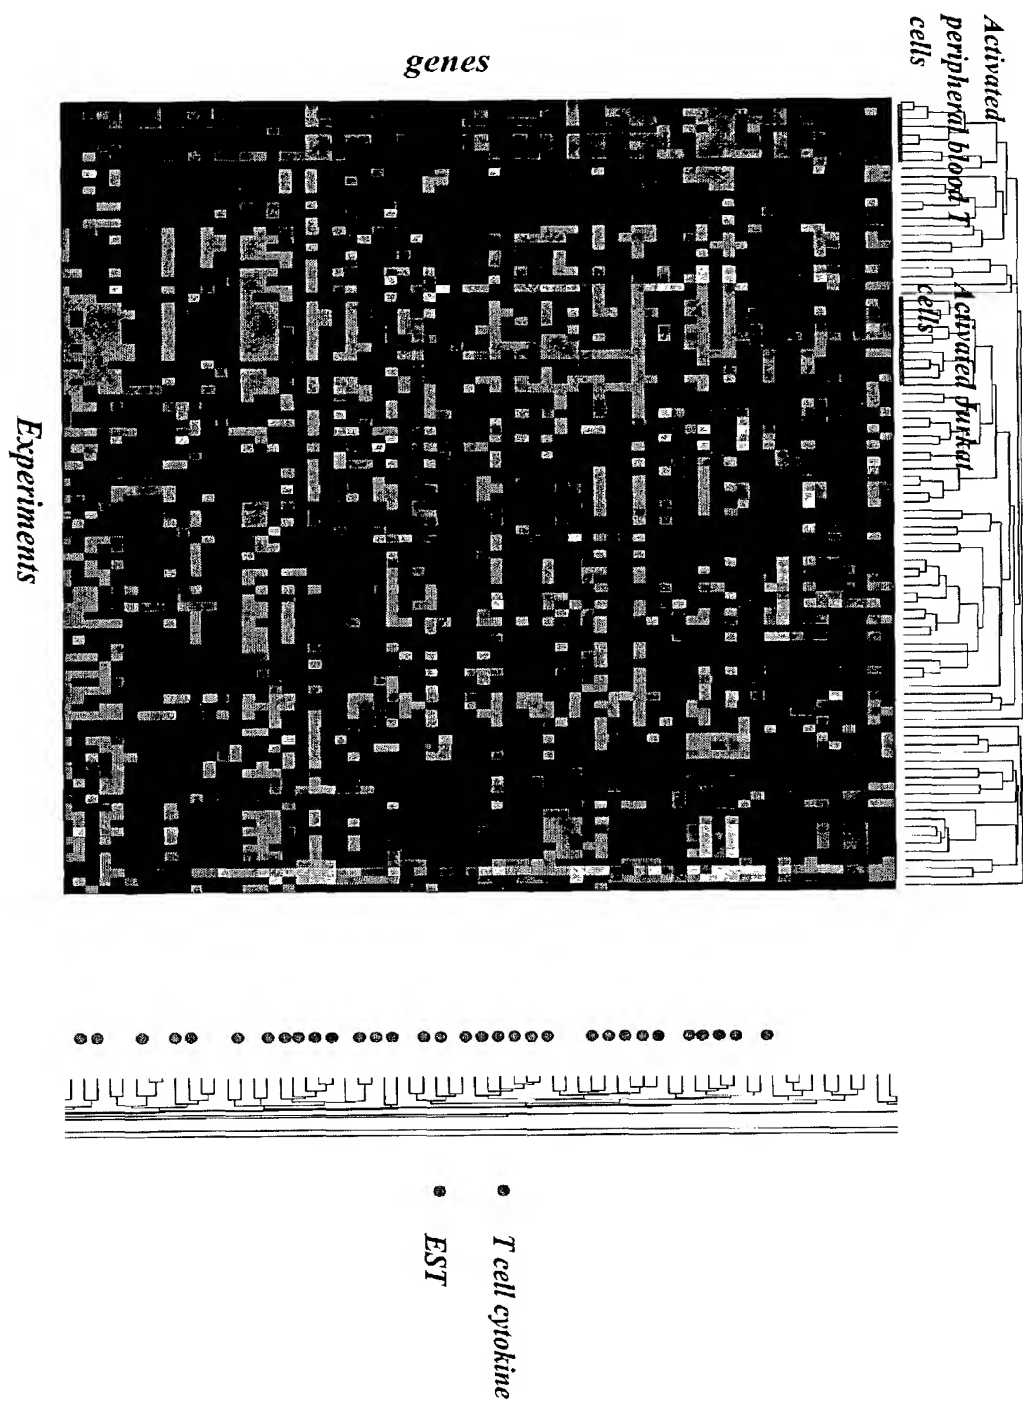 Activated
peripheral blood T
cells
Activated Jurkat
cells
genes
Experiments
T cell cytokine
EST